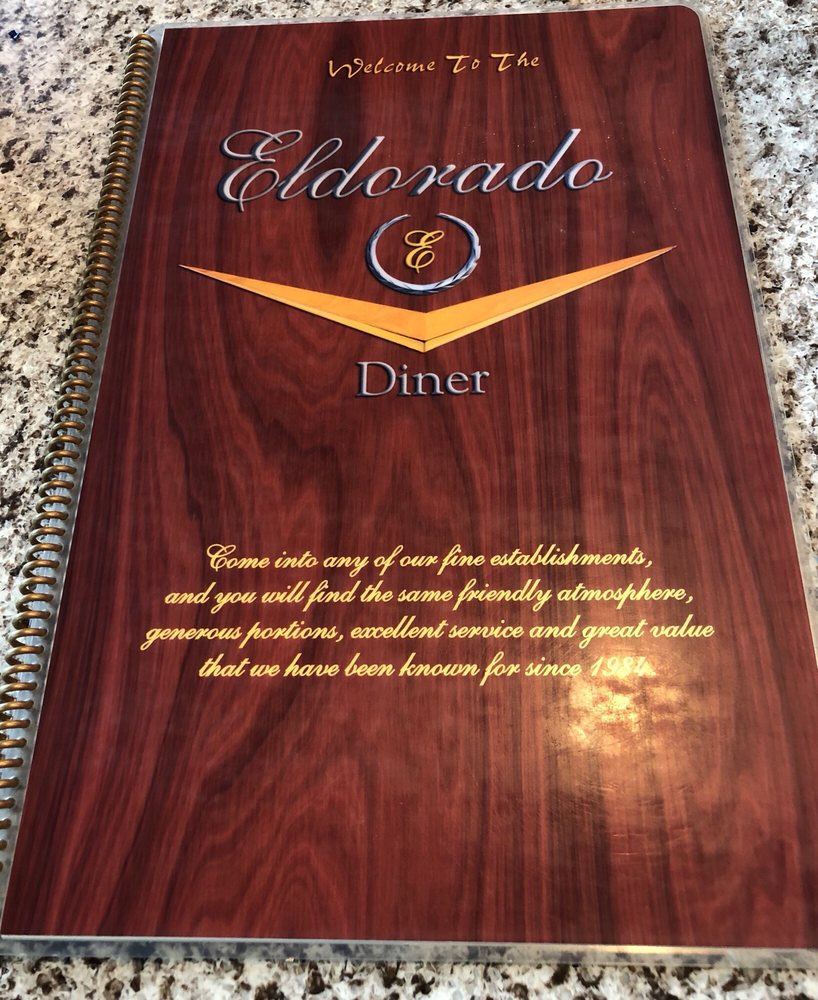 Welcome To The
Eldorado
E
Diner
Come into any of our fine establishments,
and you will find the same friendly atmosphere,
generous portions, excellent service and great value
that we have been known for since 1984.